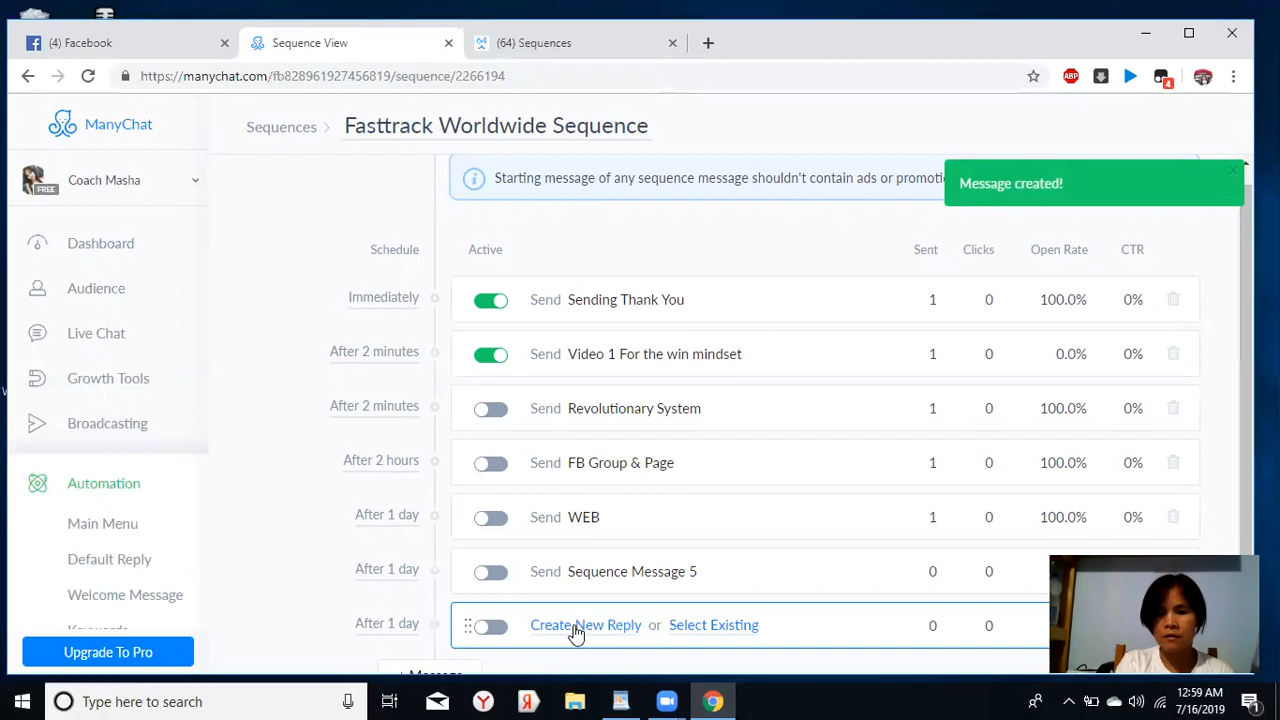 (4) Facebook
Sequence View
(64) Sequences
64
https://manychat.com/fb828961927456819/sequence/2266194
ABP
4
ManyChat
Sequences > Fasttrack Worldwide Sequence
Coach Masha
FREE
Starting message of any sequence message shouldn't contain ads or promoti
Message created!
Dashboard
Audience
Live Chat
Growth Tools
Broadcasting
Automation
Main Menu
Default Reply
Welcome Message
Keywords
Upgrade To Pro
Schedule Active Sent Clicks Open Rate CTR
Immediately Send Sending Thank You 1 0 100.0% 0%
After 2 minutes Send Video 1 For the win mindset 1 0 0.0% 0%
After 2 minutes Send Revolutionary System 1 0 100.0% 0%
After 2 hours Send FB Group & Page 1 0 100.0% 0%
After 1 day Send WEB 1 0 100.0% 0%
After 1 day Send Sequence Message 5 0 0
After 1 day Create New Reply or Select Existing 0 0
+ Message
Type here to search
12:59 AM
7/16/2019
1